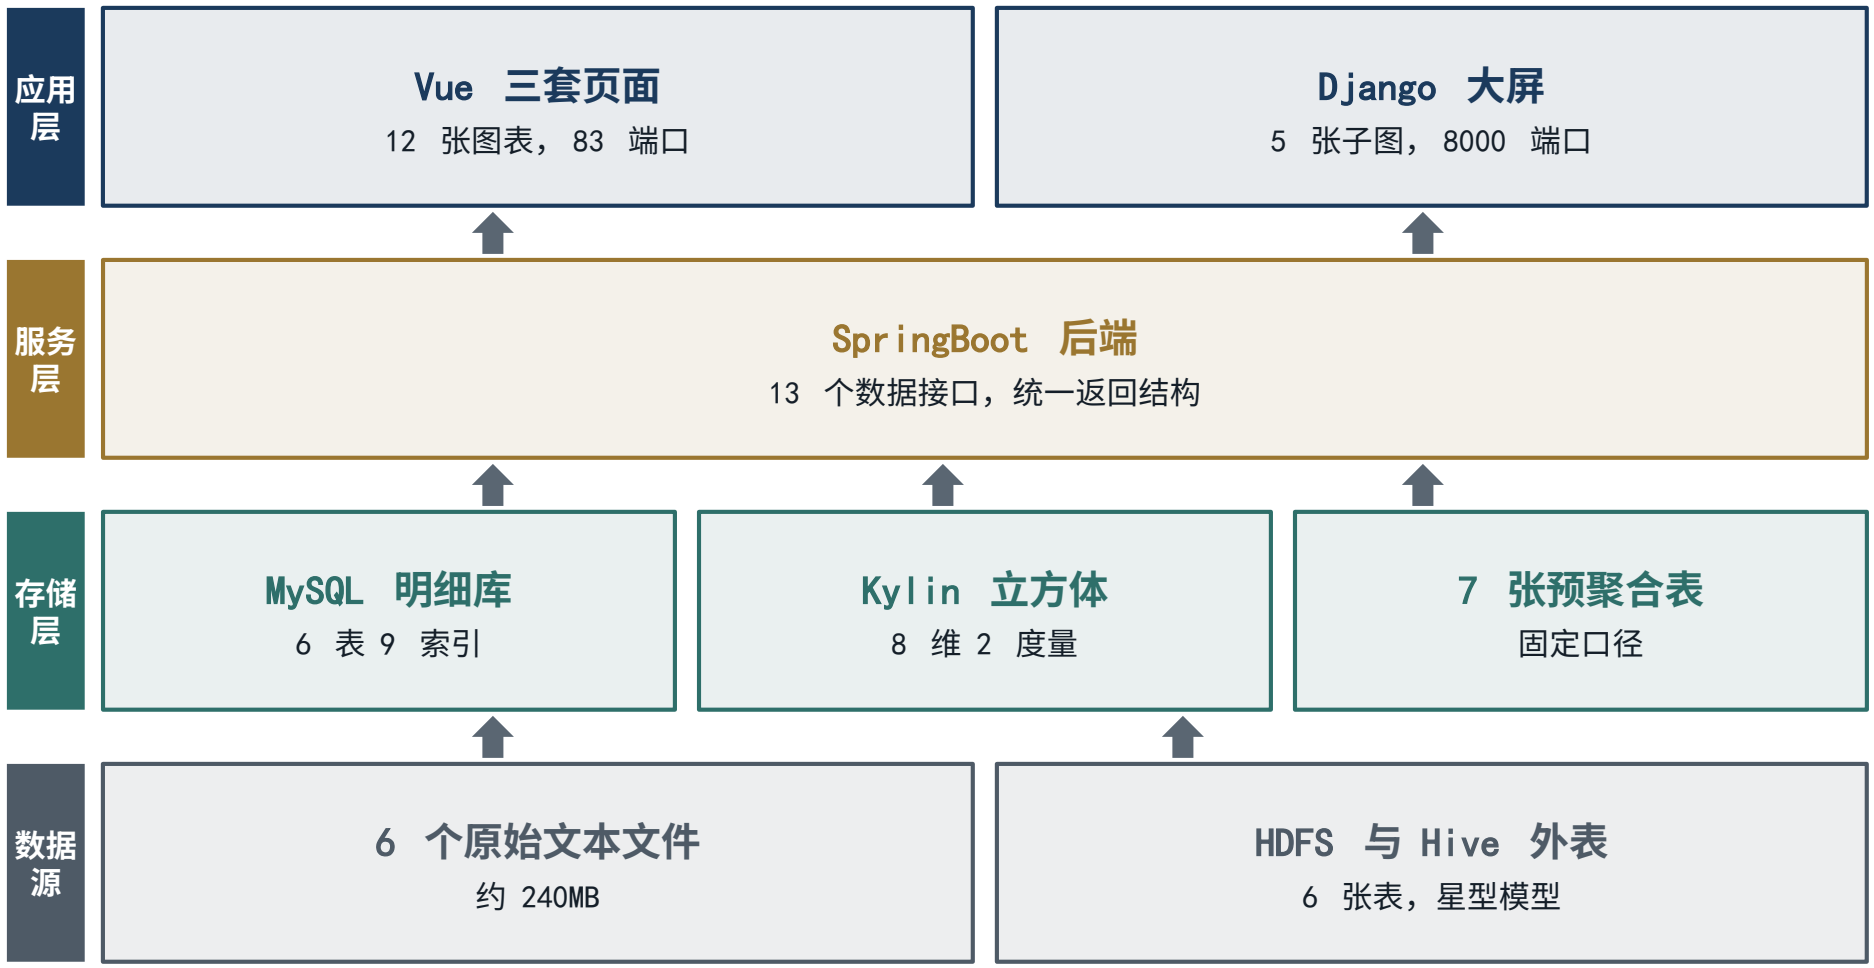 应用
层
Vue 三套页面
12 张图表，83 端口
Django 大屏
5 张子图，8000 端口
服务
层
SpringBoot 后端
13 个数据接口，统一返回结构
存储
层
MySQL 明细库
6 表 9 索引
Kylin 立方体
8 维 2 度量
7 张预聚合表
固定口径
数据
源
6 个原始文本文件
约 240MB
HDFS 与 Hive 外表
6 张表，星型模型